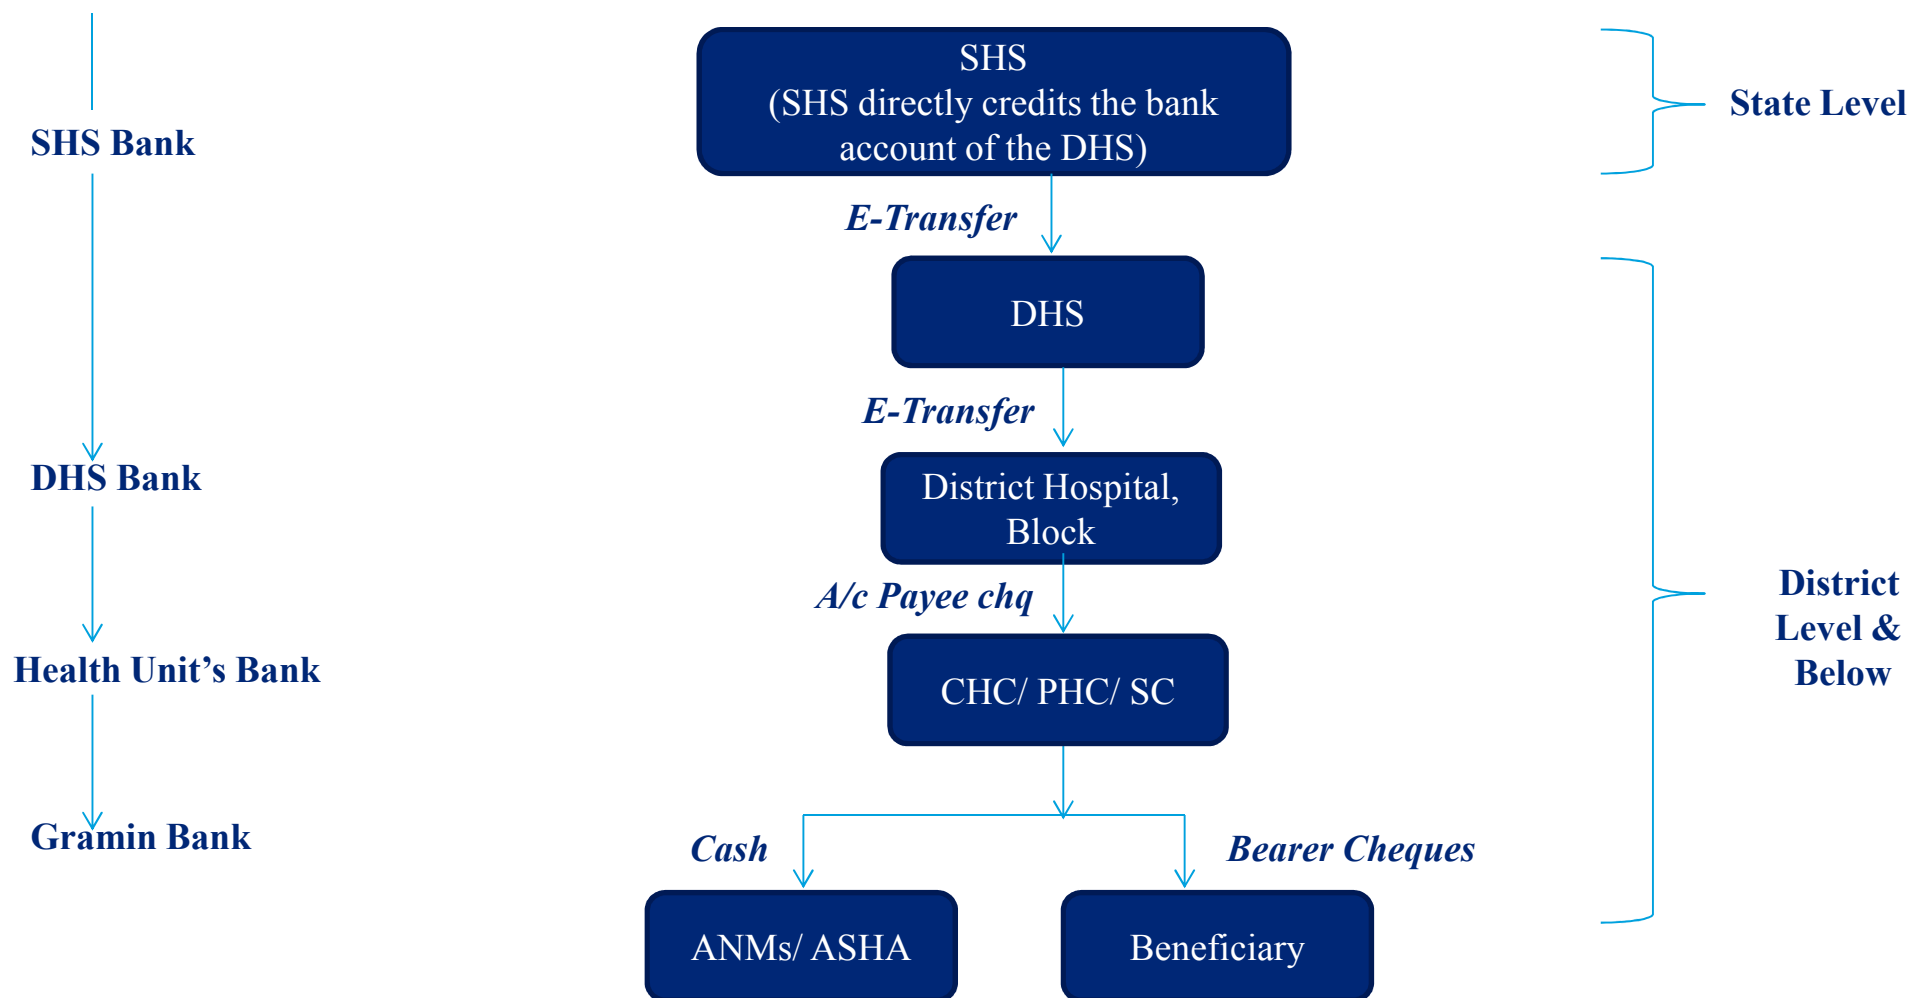 SHS
(SHS directly credits the bank
account of the DHS)
State Level
SHS Bank
E-Transfer
DHS
E-Transfer
DHS Bank
District Hospital,
Block
A/c Payee chq
District
Level &
Below
Health Unit’s Bank
CHC/ PHC/ SC
Gramin Bank
Cash
Bearer Cheques
ANMs/ ASHA
Beneficiary